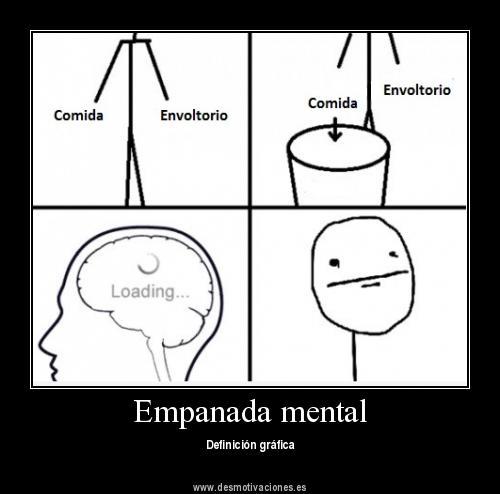 Comida
Envoltorio
Comida
Envoltorio
Loading...
Empanada mental
Definición gráfica
www.desmotivaciones.es